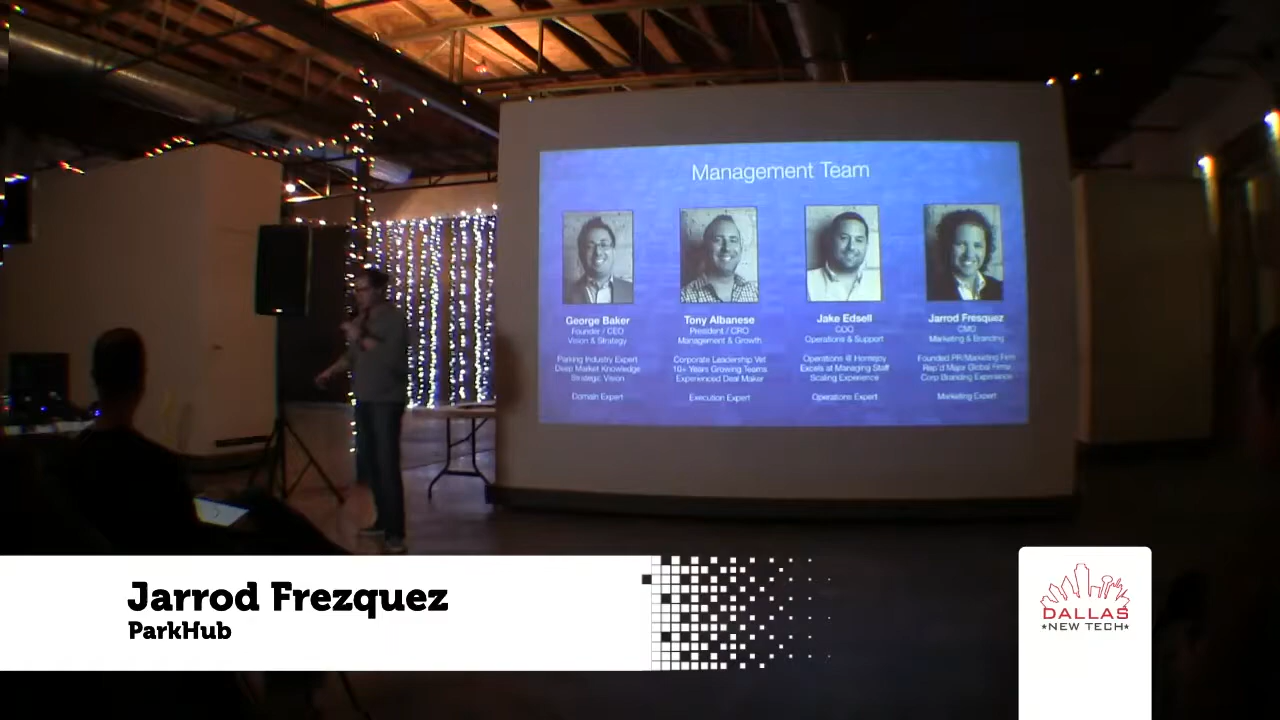 Management Team
George Baker
Founder / CEO
Vision & Strategy
Parking Industry Expert
Deep Market Knowledge
Strategic Vision
Domain Expert
Tony Albanese
President / CRO
Management & Growth
Corporate Leadership Vet
10+ Years Growing Teams
Experienced Deal Maker
Execution Expert
Jake Edsell
COO
Operations & Support
Operations @ Homejoy
Excels at Managing Staff
Scaling Experience
Operations Expert
Jarrod Fresquez
CMO
Marketing & Branding
Founded PR/Marketing Firm
Rep'd Major Global Firms
Corp Branding Experience
Marketing Expert
Jarrod Frezquez
ParkHub
DALLAS
NEW TECH